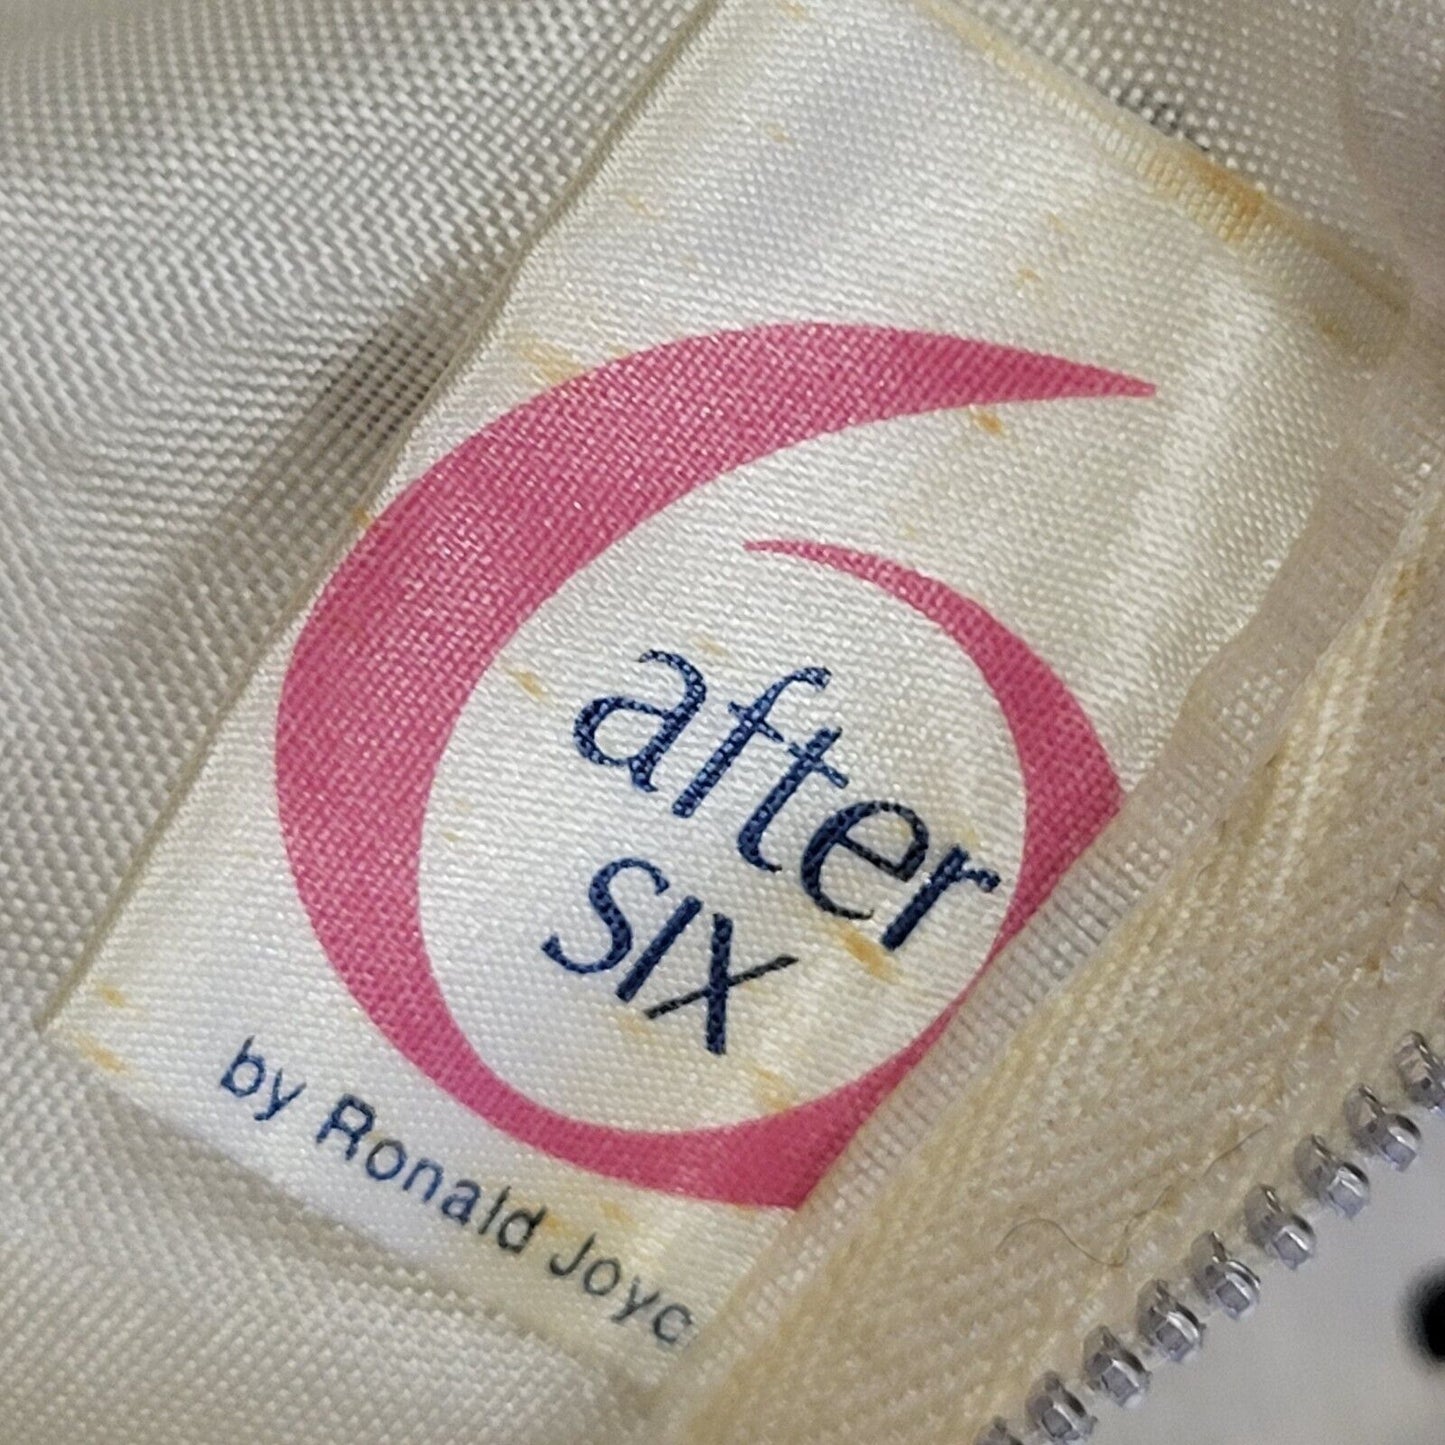 after
six
by Ronald Joyc